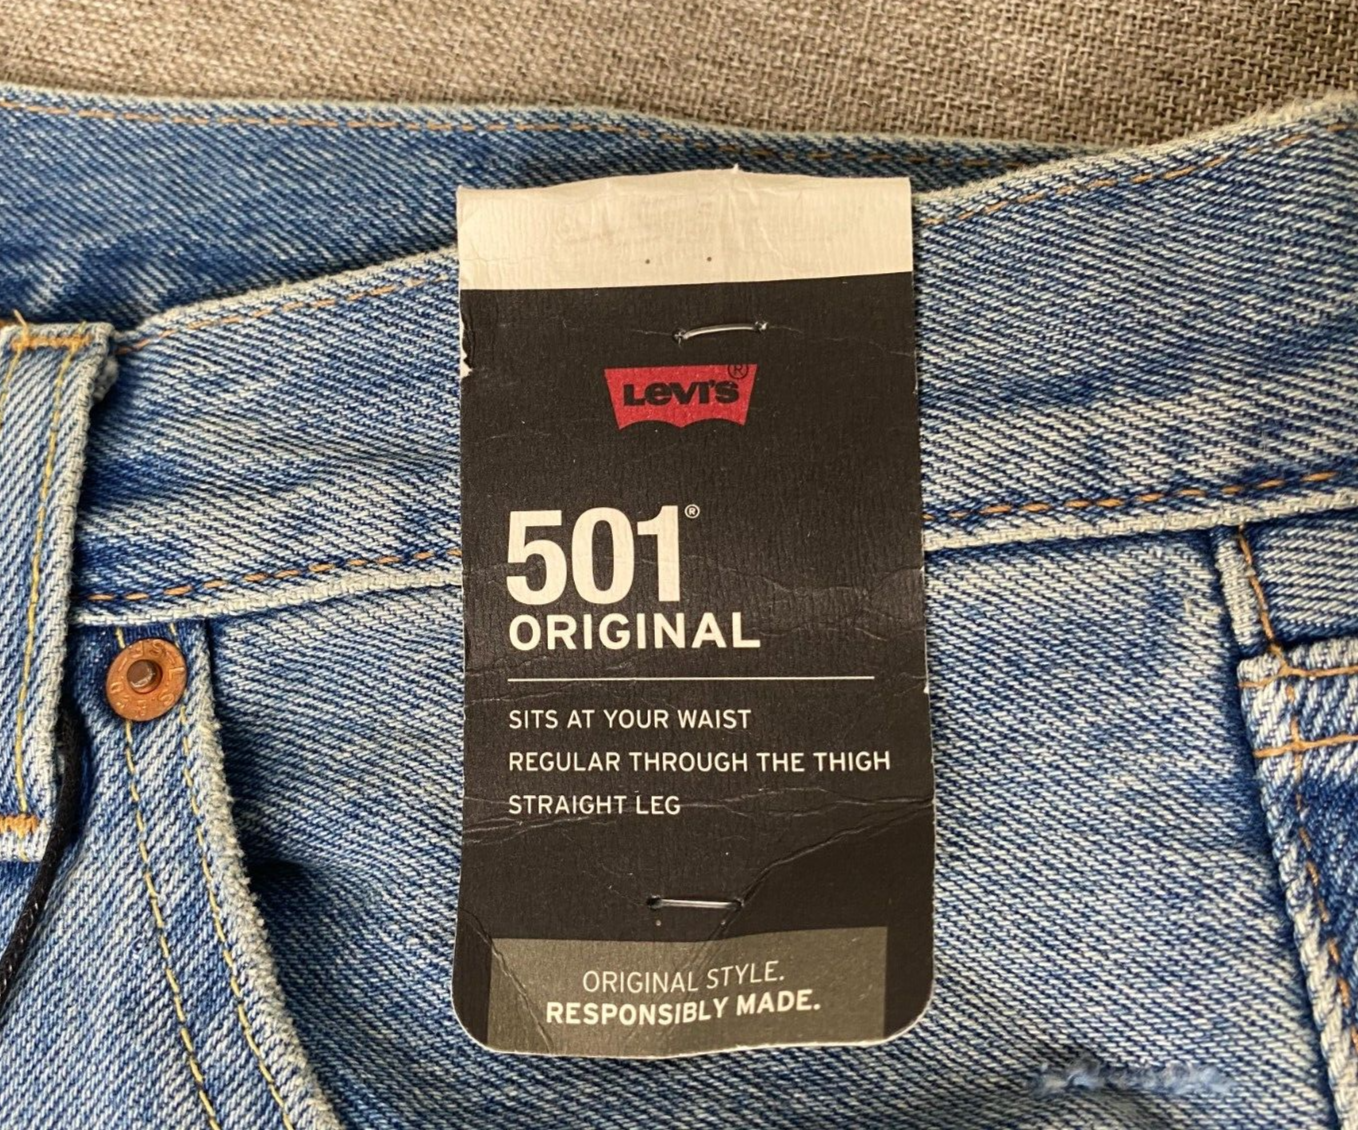 LEVI'S®
501®
ORIGINAL
SITS AT YOUR WAIST
REGULAR THROUGH THE THIGH
STRAIGHT LEG
ORIGINAL STYLE.
RESPONSIBLY MADE.